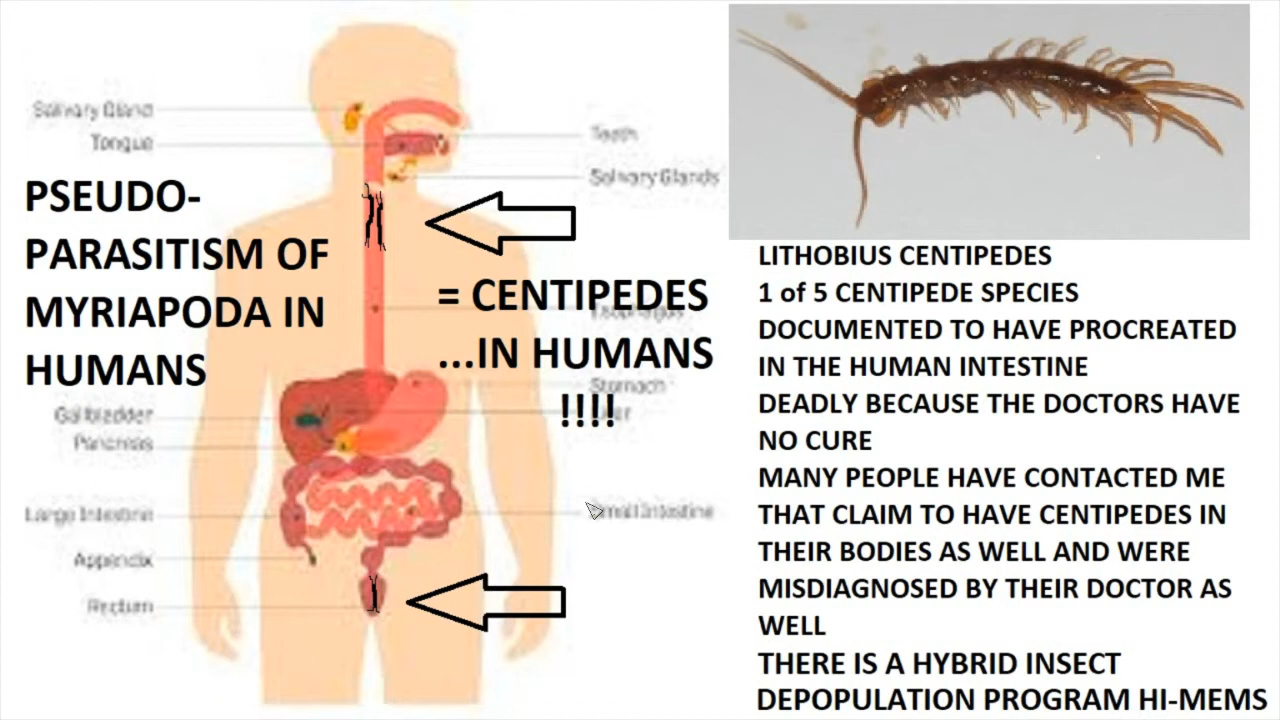 Salivary Gland
Tongue
Teeth
Salivary Glands
PSEUDO-
PARASITISM OF
MYRIAPODA IN
HUMANS
= CENTIPEDES
...IN HUMANS
!!!!
Esophagus
Stomach
Gallbladder
Pancreas
Large Intestine
Small Intestine
Appendix
Rectum
LITHOBIUS CENTIPEDES
1 of 5 CENTIPEDE SPECIES
DOCUMENTED TO HAVE PROCREATED
IN THE HUMAN INTESTINE
DEADLY BECAUSE THE DOCTORS HAVE
NO CURE
MANY PEOPLE HAVE CONTACTED ME
THAT CLAIM TO HAVE CENTIPEDES IN
THEIR BODIES AS WELL AND WERE
MISDIAGNOSED BY THEIR DOCTOR AS
WELL
THERE IS A HYBRID INSECT
DEPOPULATION PROGRAM HI-MEMS